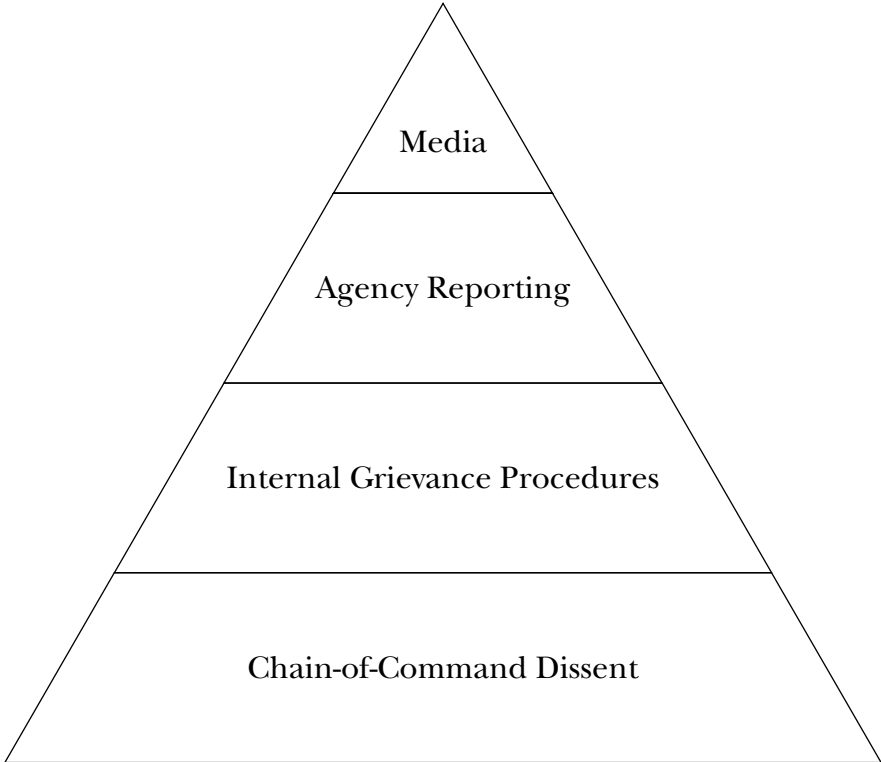 Media
Agency Reporting
Internal Grievance Procedures
Chain-of-Command Dissent